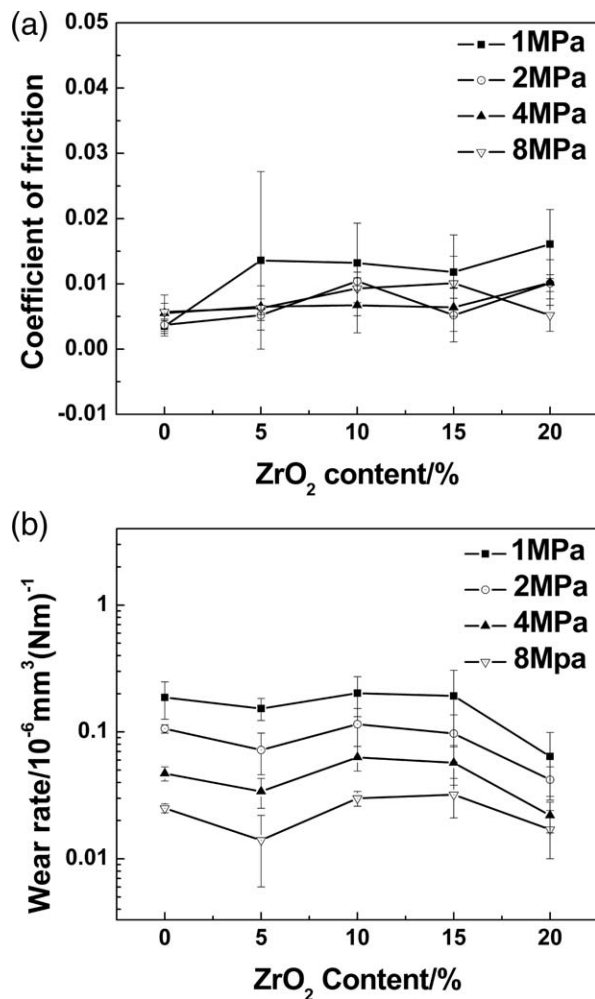 (a)
0.05
0.04
0.03
0.02
0.01
0.00
-0.01
Coefficient of friction
1MPa
2MPa
4MPa
8MPa
0 5 10 15 20
ZrO₂ content/%
(b)
1
0.1
0.01
Wear rate/10⁻⁶mm³(Nm)⁻¹
1MPa
2MPa
4MPa
8Mpa
0 5 10 15 20
ZrO₂ Content/%